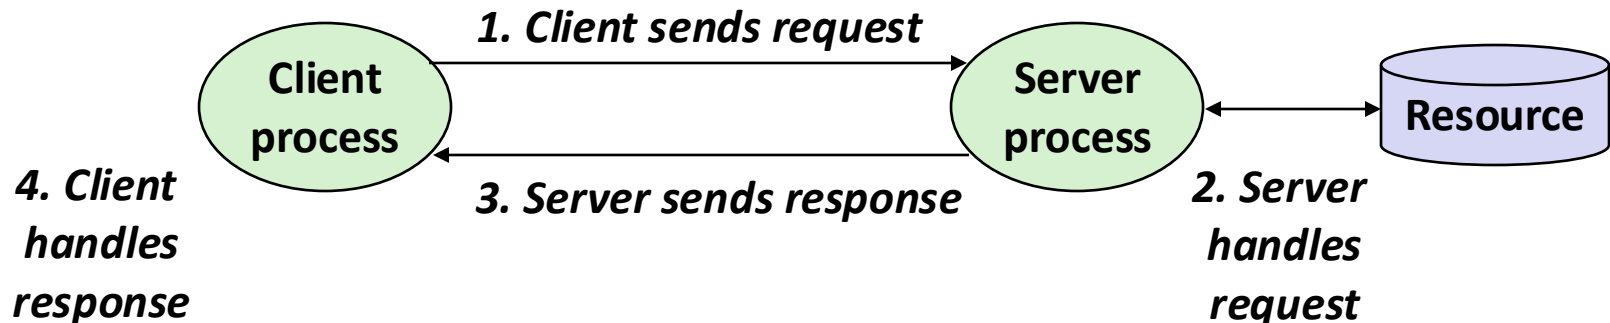 1. Client sends request
Client
process
Server
process
Resource
3. Server sends response
4. Client
handles
response
2. Server
handles
request